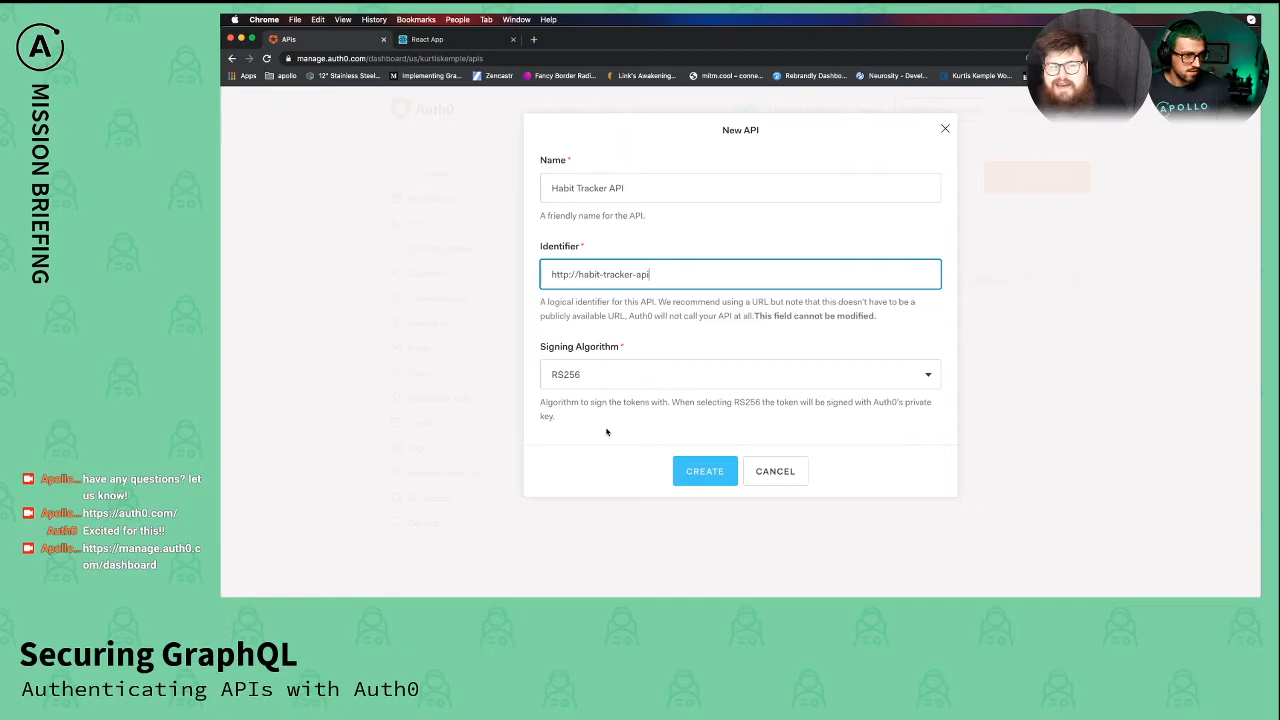 A
MISSION BRIEFING
Chrome File Edit View History Bookmarks People Tab Window Help
APIs
React App
manage.auth0.com/dashboard/us/kurtiskemple/apis
Apps
apollo
12" Stainless Steel...
Implementing Gra...
Zencastr
Fancy Border Radi...
Link's Awakening...
mitm.cool – conne...
Rebrandly Dashbo...
Neurosity - Devel...
Kurtis Kemple Wo...
APOLLO
Auth0
New API
Name*
Habit Tracker API
A friendly name for the API.
Identifier*
http://habit-tracker-api
A logical identifier for this API. We recommend using a URL but note that this doesn't have to be a
publicly available URL, Auth0 will not call your API at all.This field cannot be modified.
Signing Algorithm*
RS256
Algorithm to sign the tokens with. When selecting RS256 the token will be signed with Auth0's private
key.
CREATE
CANCEL
Apollo... have any questions? let
us know!
Apollo... https://auth0.com/
Auth0 Excited for this!!
Apollo... https://manage.auth0.c
om/dashboard
Securing GraphQL
Authenticating APIs with Auth0